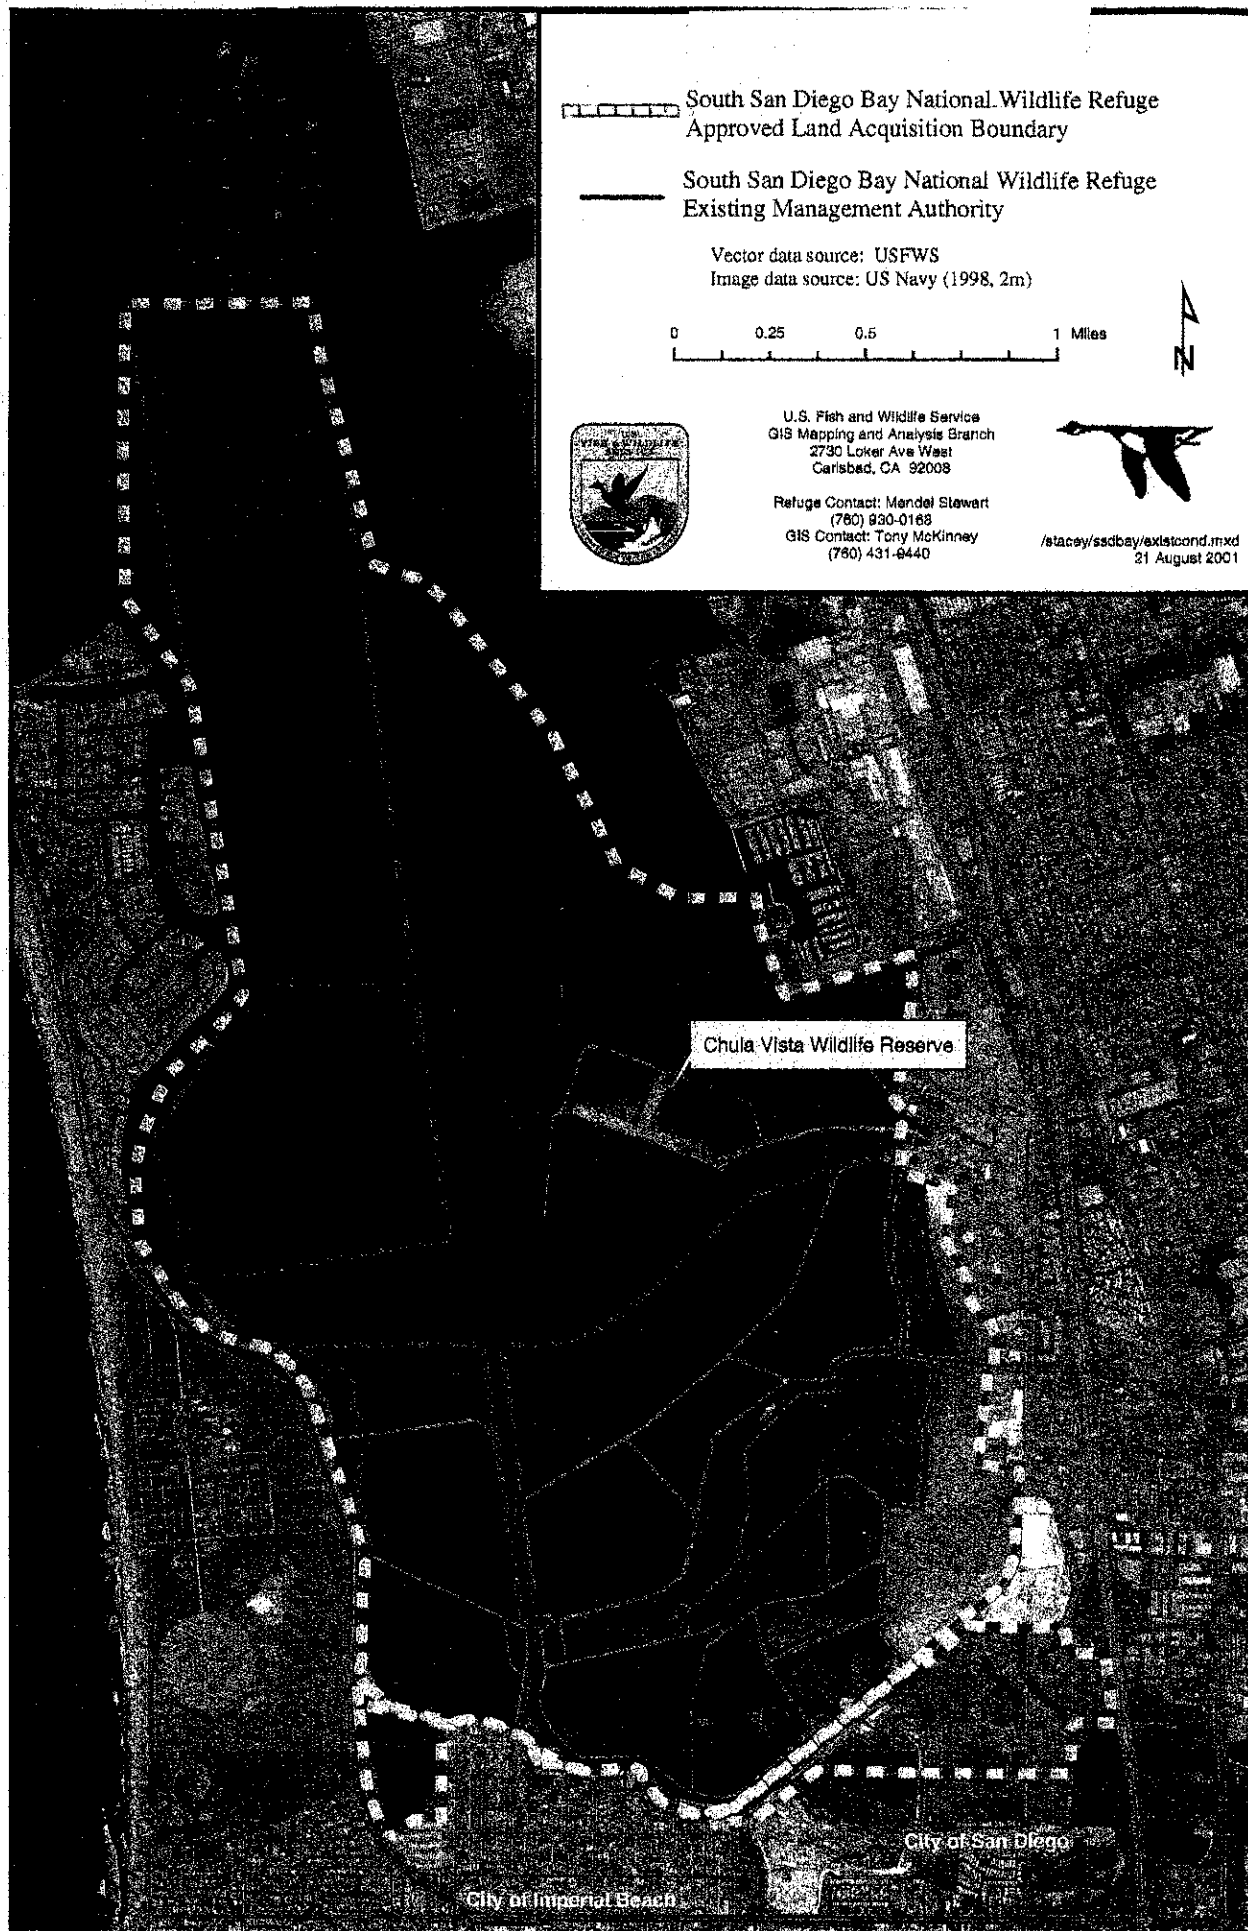 South San Diego Bay National Wildlife Refuge
Approved Land Acquisition Boundary
South San Diego Bay National Wildlife Refuge
Existing Management Authority
Vector data source: USFWS
Image data source: US Navy (1998, 2m)
0 0.25 0.5 1 Miles
N
U.S. Fish and Wildlife Service
GIS Mapping and Analysis Branch
2730 Loker Ave West
Carlsbad, CA 92008
Refuge Contact: Mendel Stewart
(760) 930-0168
GIS Contact: Tony McKinney
(760) 431-9440
/stacey/ssdbay/existcond.mxd
21 August 2001
FISH & WILDLIFE
SERVICE
Chula Vista Wildlife Reserve
City of San Diego
City of Imperial Beach